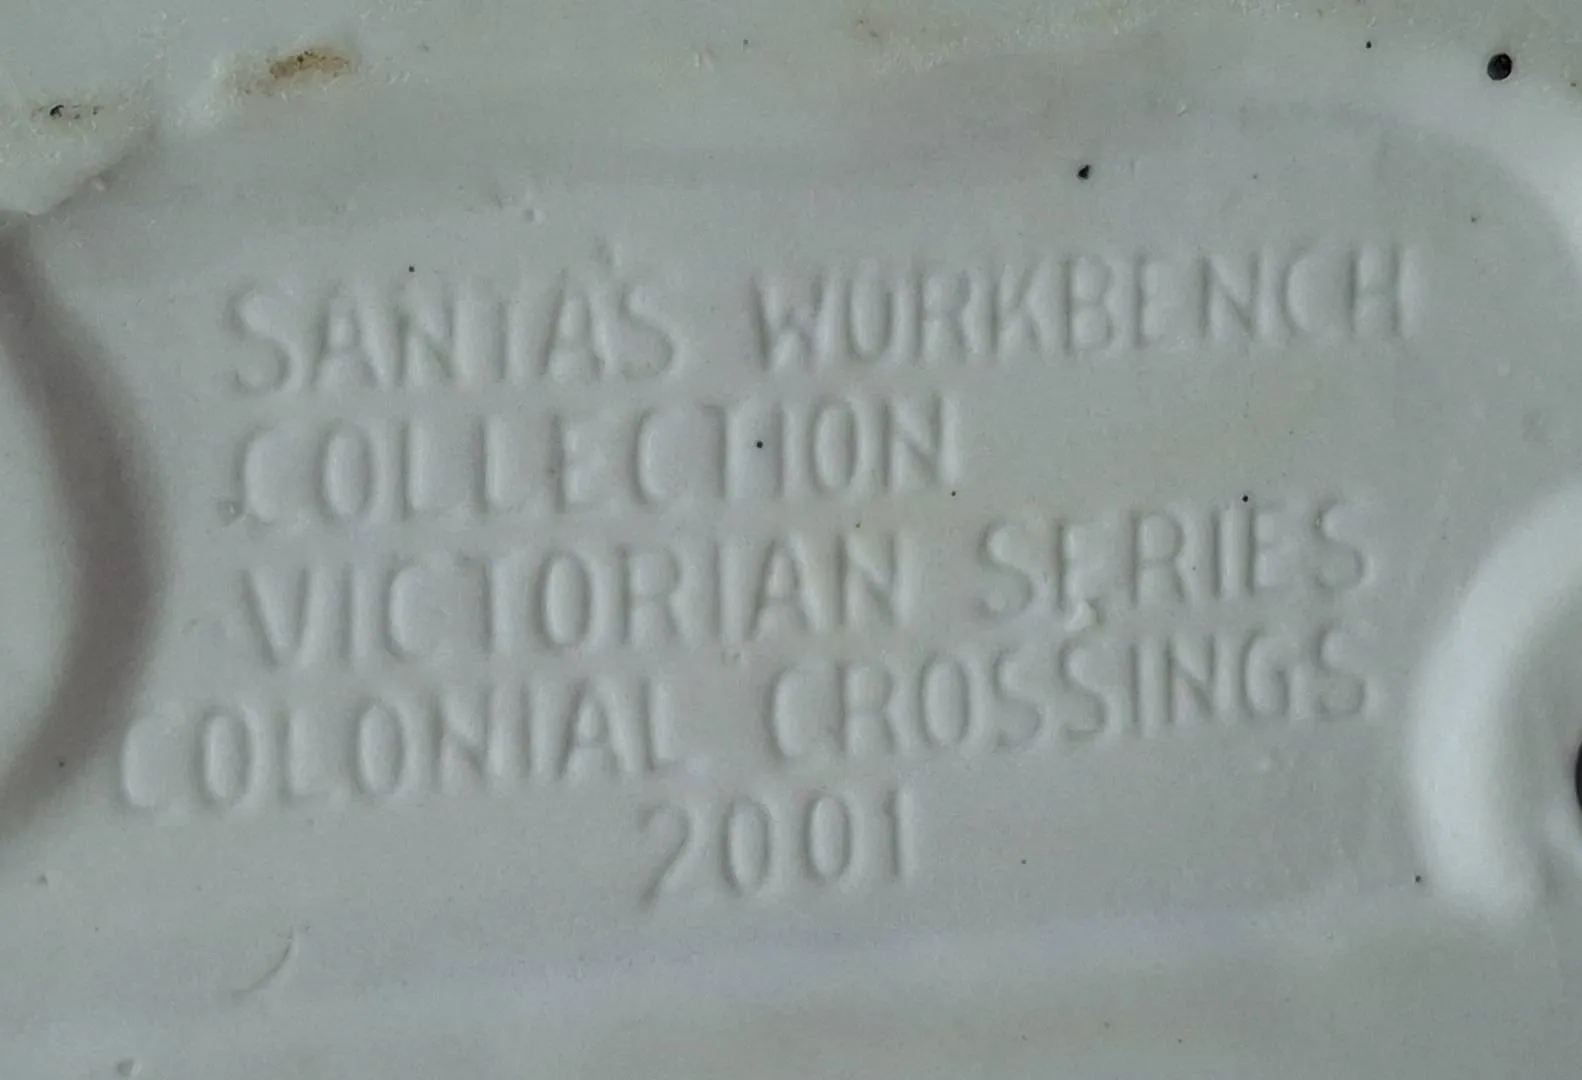 SANTA'S WORKBENCH
COLLECTION
VICTORIAN SERIES
COLONIAL CROSSINGS
2001